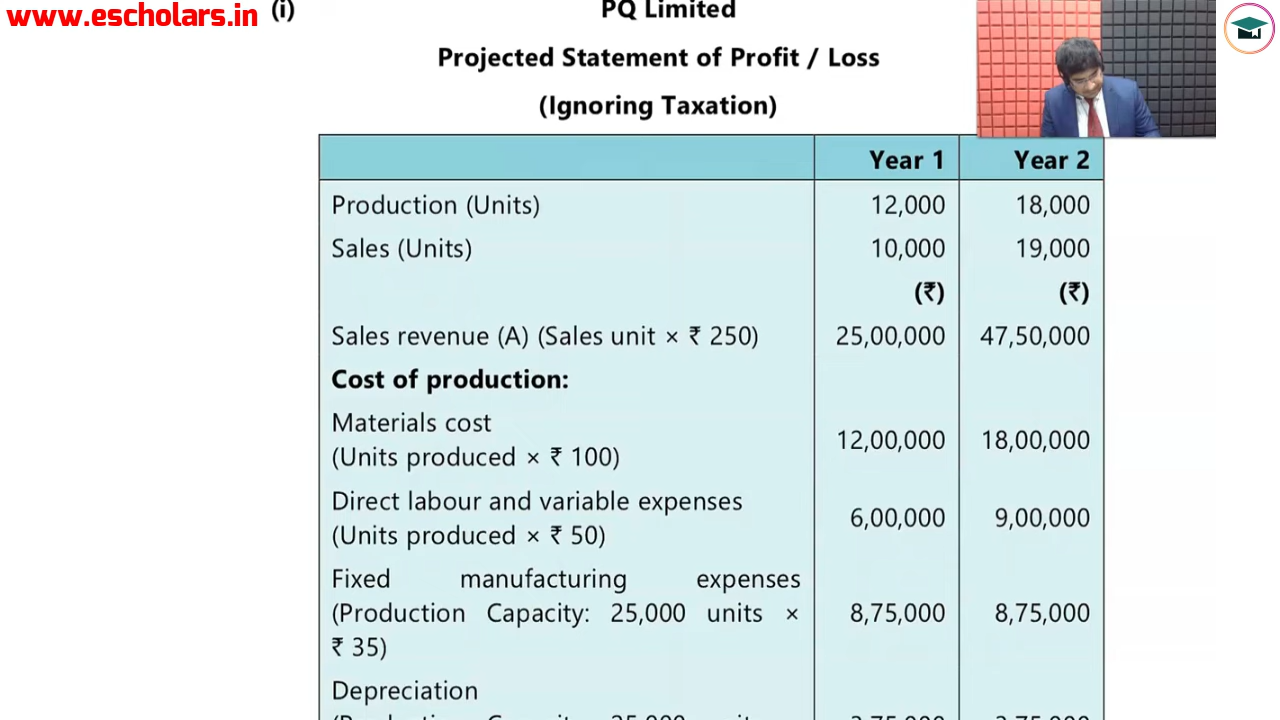 www.escholars.in
(i)
PQ Limited
Projected Statement of Profit / Loss
(Ignoring Taxation)
Year 1 Year 2
Production (Units) 12,000 18,000
Sales (Units) 10,000 19,000
(₹) (₹)
Sales revenue (A) (Sales unit × ₹ 250) 25,00,000 47,50,000
Cost of production:
Materials cost
(Units produced × ₹ 100) 12,00,000 18,00,000
Direct labour and variable expenses
(Units produced × ₹ 50) 6,00,000 9,00,000
Fixed manufacturing expenses
(Production Capacity: 25,000 units × 8,75,000 8,75,000
₹ 35)
Depreciation